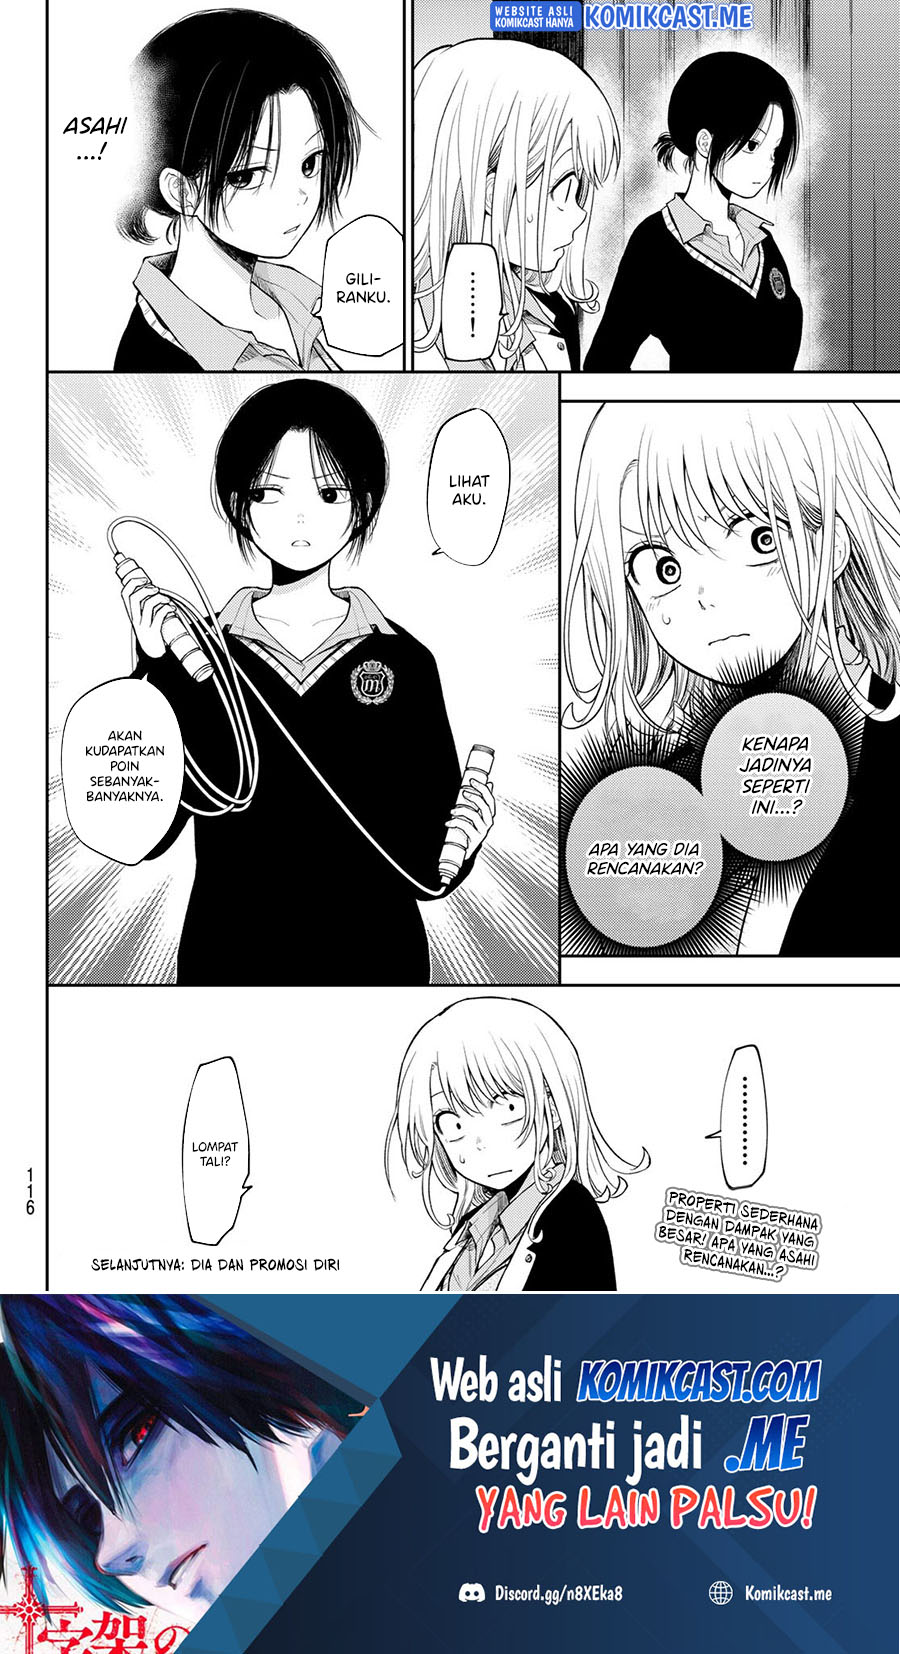 WEBSITE ASLI
KOMIKCAST HANYA
KOMIKCAST.ME
.......!
ASAHI
...!
GILI-
RANKU.
KENAPA
JADINYA
SEPERTI
INI...?
APA YANG DIA
RENCANAKAN?
LIHAT
AKU.
AKAN
KUDAPATKAN
POIN
SEBANYAK-
BANYAKNYA.
m
..........
PROPERTI SEDERHANA
DENGAN DAMPAK YANG
BESAR! APA YANG ASAHI
RENCANAKAN...?
LOMPAT
TALI?
SELANJUTNYA: DIA DAN PROMOSI DIRI
116
Web asli KOMIKCAST.COM
Berganti jadi .ME
YANG LAIN PALSU!
Discord.gg/n8XEka8
Komikcast.me
字架の